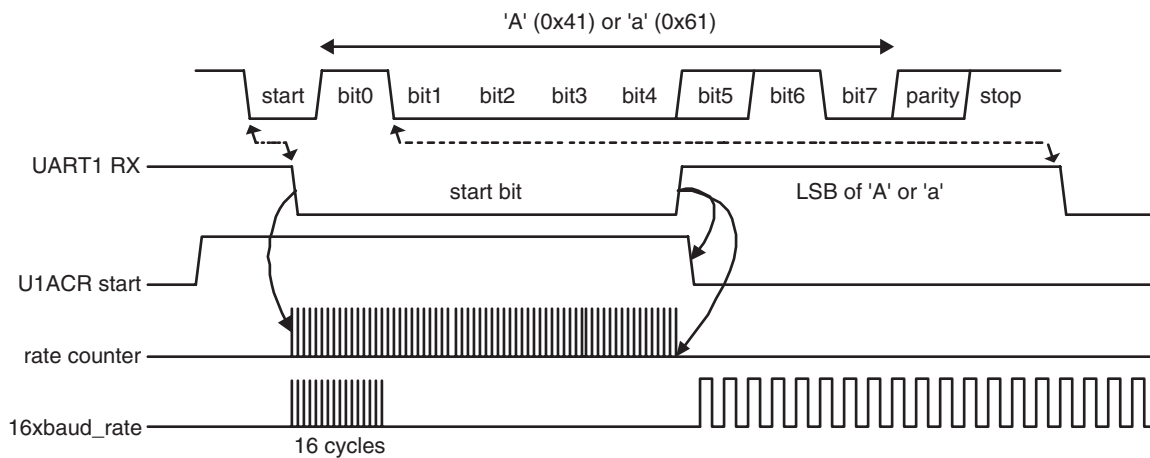 'A' (0x41) or 'a' (0x61)
start bit0 bit1 bit2 bit3 bit4 bit5 bit6 bit7 parity stop
UART1 RX
start bit
LSB of 'A' or 'a'
U1ACR start
rate counter
16xbaud_rate
16 cycles